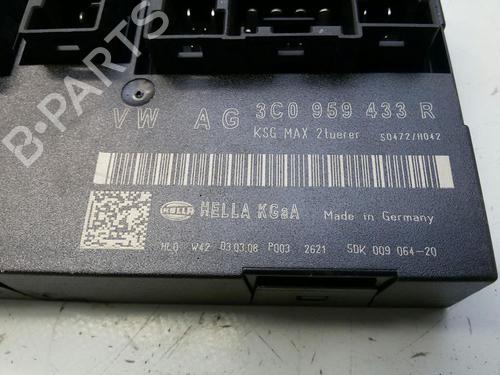 VW AG 3C0 959 433 R
KSG MAX 2tuerer S0472/H042
HELLA HELLA KGaA Made in Germany
HLO W42 03.03.08 P003 2621 5DK 009 064-20
B-PARTS